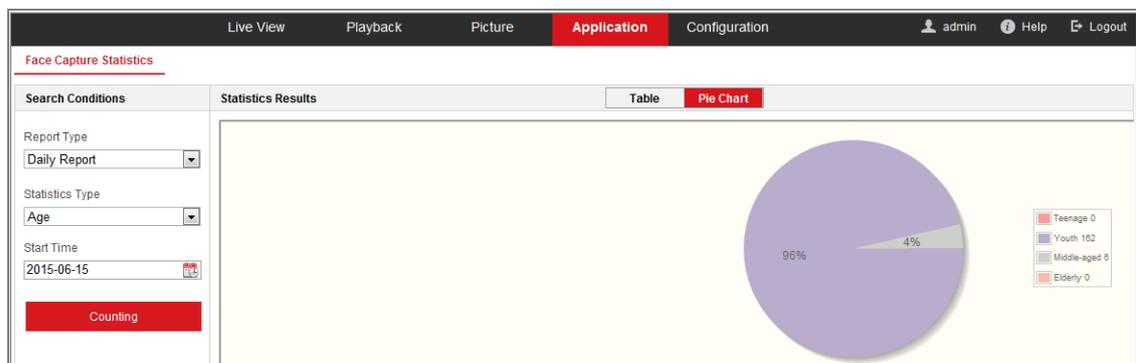 Live View Playback Picture Application Configuration admin Help Logout
Face Capture Statistics
Search Conditions
Statistics Results
Table Pie Chart
Report Type
Daily Report
Statistics Type
Age
Start Time
2015-06-15
Counting
96%
4%
Teenage 0
Youth 162
Middle-aged 6
Elderly 0